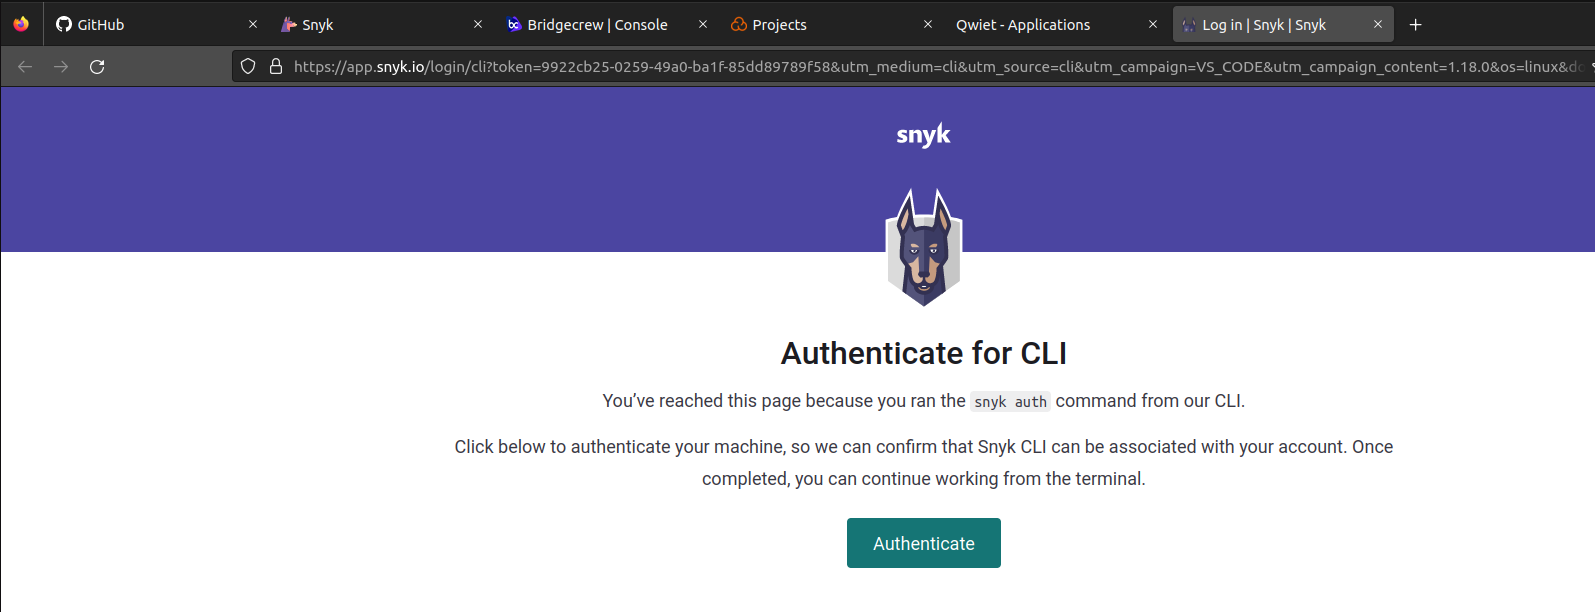 GitHub
Snyk
Bridgecrew | Console
Projects
Qwiet - Applications
Log in | Snyk | Snyk
https://app.snyk.io/login/cli?token=9922cb25-0259-49a0-ba1f-85dd89789f58&utm_medium=cli&utm_source=cli&utm_campaign=VS_CODE&utm_campaign_content=1.18.0&os=linux&do
snyk
Authenticate for CLI
You’ve reached this page because you ran the snyk auth command from our CLI.
Click below to authenticate your machine, so we can confirm that Snyk CLI can be associated with your account. Once
completed, you can continue working from the terminal.
Authenticate